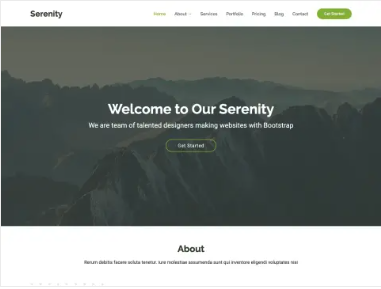 Serenity
Home About Services Portfolio Pricing Blog Contact Get Started
Welcome to Our Serenity
We are team of talented designers making websites with Bootstrap
Get Started
About
Rerum debitis facere soluta tenetur, iure molestiae assumenda sunt qui inventore eligendi voluptates nisi